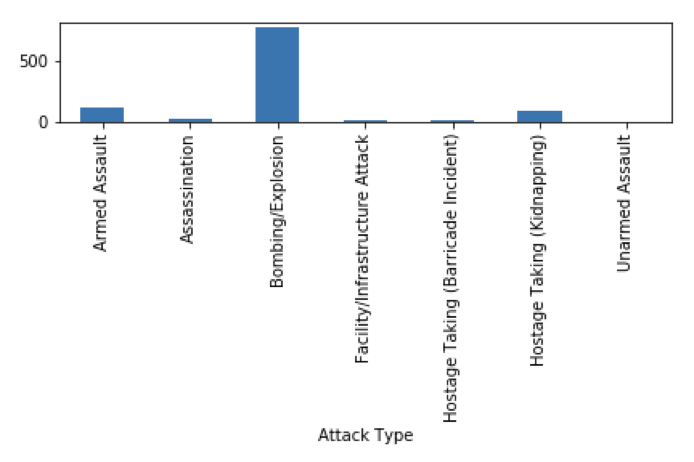 500
0
Armed Assault
Assassination
Bombing/Explosion
Facility/Infrastructure Attack
Hostage Taking (Barricade Incident)
Hostage Taking (Kidnapping)
Unarmed Assault
Attack Type